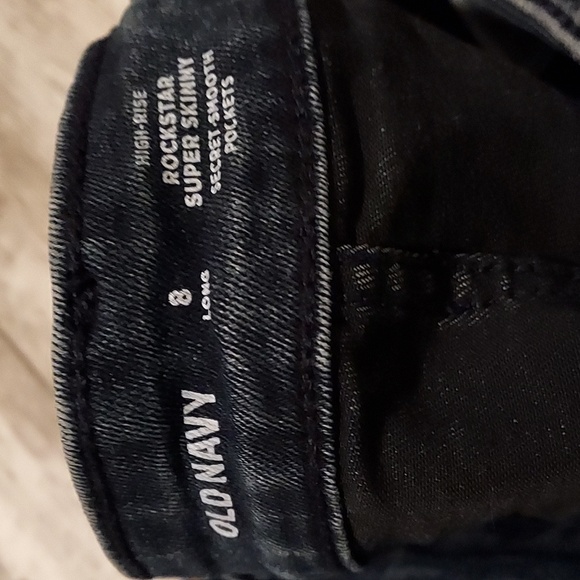 OLD NAVY
8
LONG
HIGH-RISE
ROCKSTAR
SUPER SKINNY
SECRET-SMOOTH
POCKETS